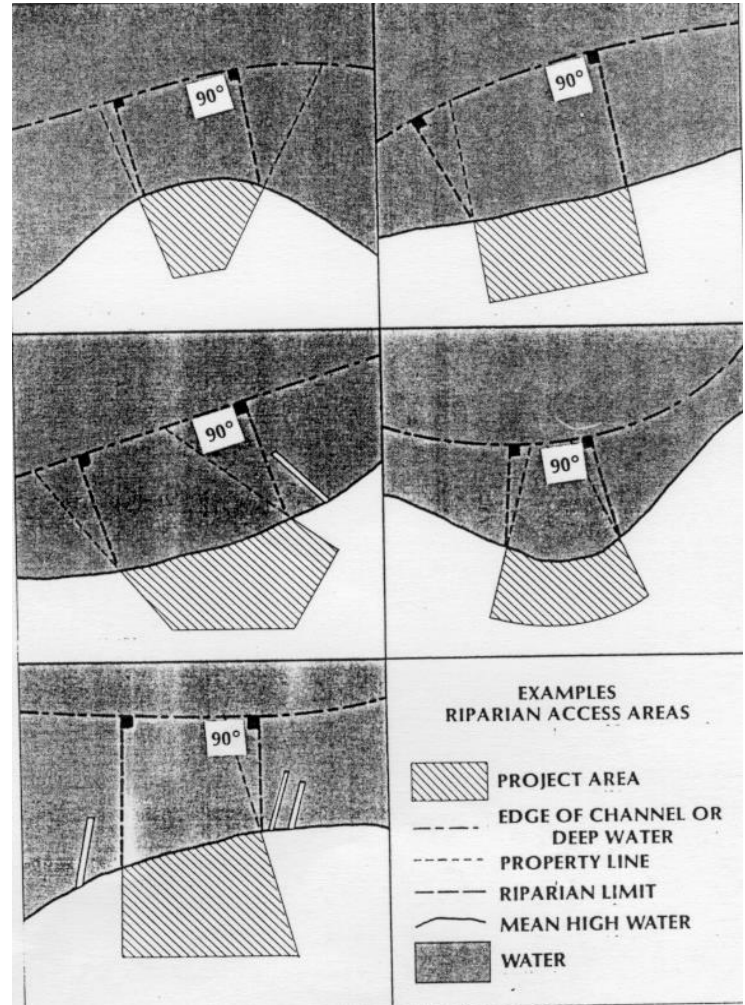 90°
90°
90°
90°
90°
EXAMPLES
RIPARIAN ACCESS AREAS
PROJECT AREA
EDGE OF CHANNEL OR
DEEP WATER
PROPERTY LINE
RIPARIAN LIMIT
MEAN HIGH WATER
WATER